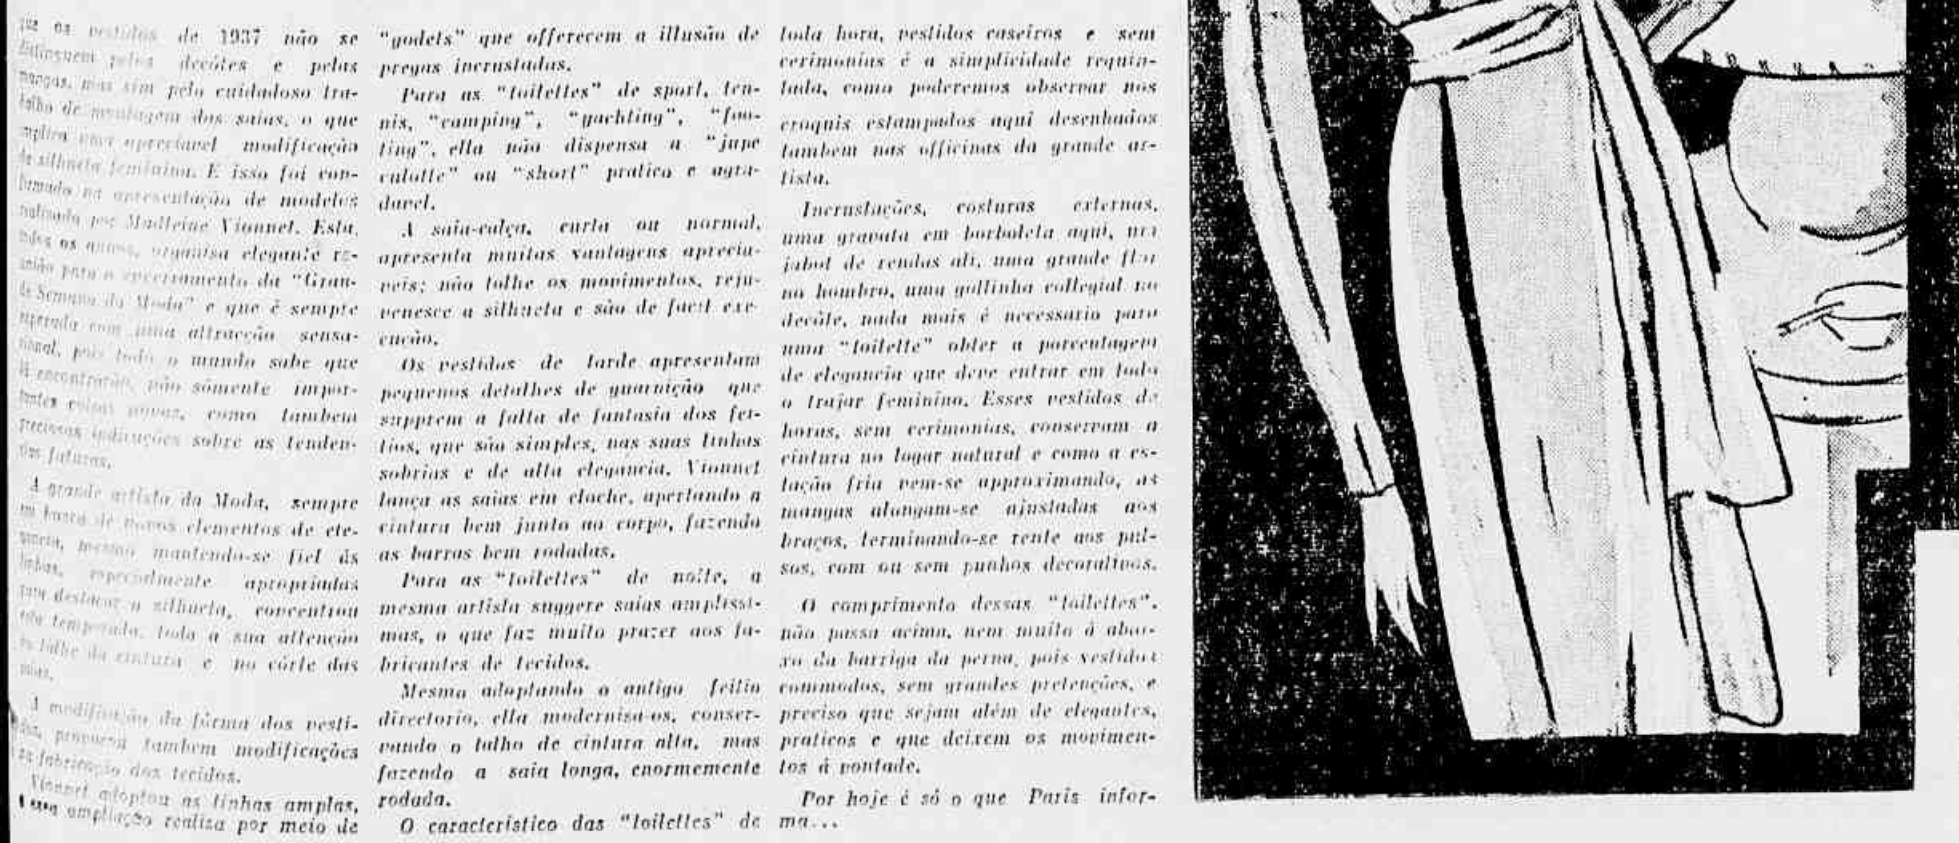 que os vestidos de 1937 não se
distinguem pelos decótes e pelas
mangas, mas sim pelo cuidadoso tra-
balho de montagem das saias, o que
implica uma apreciavel modificação
da silhueta feminina. E isso foi con-
firmado na apresentação de modelos
realizada por Madleine Vionnet. Esta,
todos os annos, organisa elegante re-
união para o encerramento da "Gran-
de Semana da Moda" e que é sempre
esperada com uma attracção sensa-
cional, pois todo o mundo sabe que
lá encontrarão, não sómente impor-
tantes coisas novas, como tambem
preciosas indicações sobre as tenden-
cias futuras.
A grande artista da Moda, sempre
em busca de novos elementos de ele-
gancia, mesmo mantendo-se fiel ás
linhas, especialmente apropriadas
para destacar a silhueta, concentrou
esta temporada, toda a sua attenção
no talhe da cintura e no córte das
saias.
A modificação da fórma dos vesti-
dos, provocou tambem modificações
na fabricação dos tecidos.
Vionnet adoptou as linhas amplas,
e essa ampliação realiza por meio de
"godets" que offerecem a illusão de
pregas incrustadas.
Para as "toilettes" de sport, ten-
nis, "camping", "yachting", "foo-
ting", ella não dispensa a "jupe
culotte" ou "short" pratico e agra-
davel.
A saia-calça, curta ou normal,
apresenta muitas vantagens aprecia-
veis; não tolhe os movimentos, reju-
venesce a silhueta e são de facil exe-
cução.
Os vestidos de tarde apresentam
pequenos detalhes de guarnição que
supprem a falta de fantasia dos fei-
tios, que são simples, nas suas linhas
sobrias e de alta elegancia. Vionnet
lança as saias em cloche, apertando a
cintura bem junto ao corpo, fazendo
as barras bem rodadas.
Para as "toilettes" de noite, a
mesma artista suggere saias amplissi-
mas, o que faz muito prazer aos fa-
bricantes de tecidos.
Mesmo adoptando o antigo feitio
directorio, ella modernisa-os, conser-
vando o talho de cintura alta, mas
fazendo a saia longa, enormemente
rodada.
O caracteristico das "toilettes" de
toda hora, vestidos caseiros e sem
cerimonias é a simplicidade requin-
tada, como poderemos observar nos
croquis estampados aqui desenhados
tambem nas officinas da grande ar-
tista.
Incrustações, costuras externas,
uma gravata em borboleta aqui, um
jabot de rendas ali, uma grande flor
no hombro, uma gollinha collegial no
decóte, nada mais é necessario para
uma "toilette" obter a porcentagem
de elegancia que deve entrar em todo
o trajar feminino. Esses vestidos de
horas, sem cerimonias, conservam a
cintura no logar natural e como a es-
tação fria vem-se approximando, as
mangas alongam-se ajustadas aos
braços, terminando-se rente aos pul-
sos, com ou sem punhos decorativos.
O comprimento dessas "toilettes",
não passa acima, nem muito á abai-
xo da barriga da perna, pois vestidos
commodos, sem grandes pretenções, e
preciso que sejam além de elegantes,
praticos e que deixem os movimen-
tos á vontade.
Por hoje é só o que Paris infor-
ma...